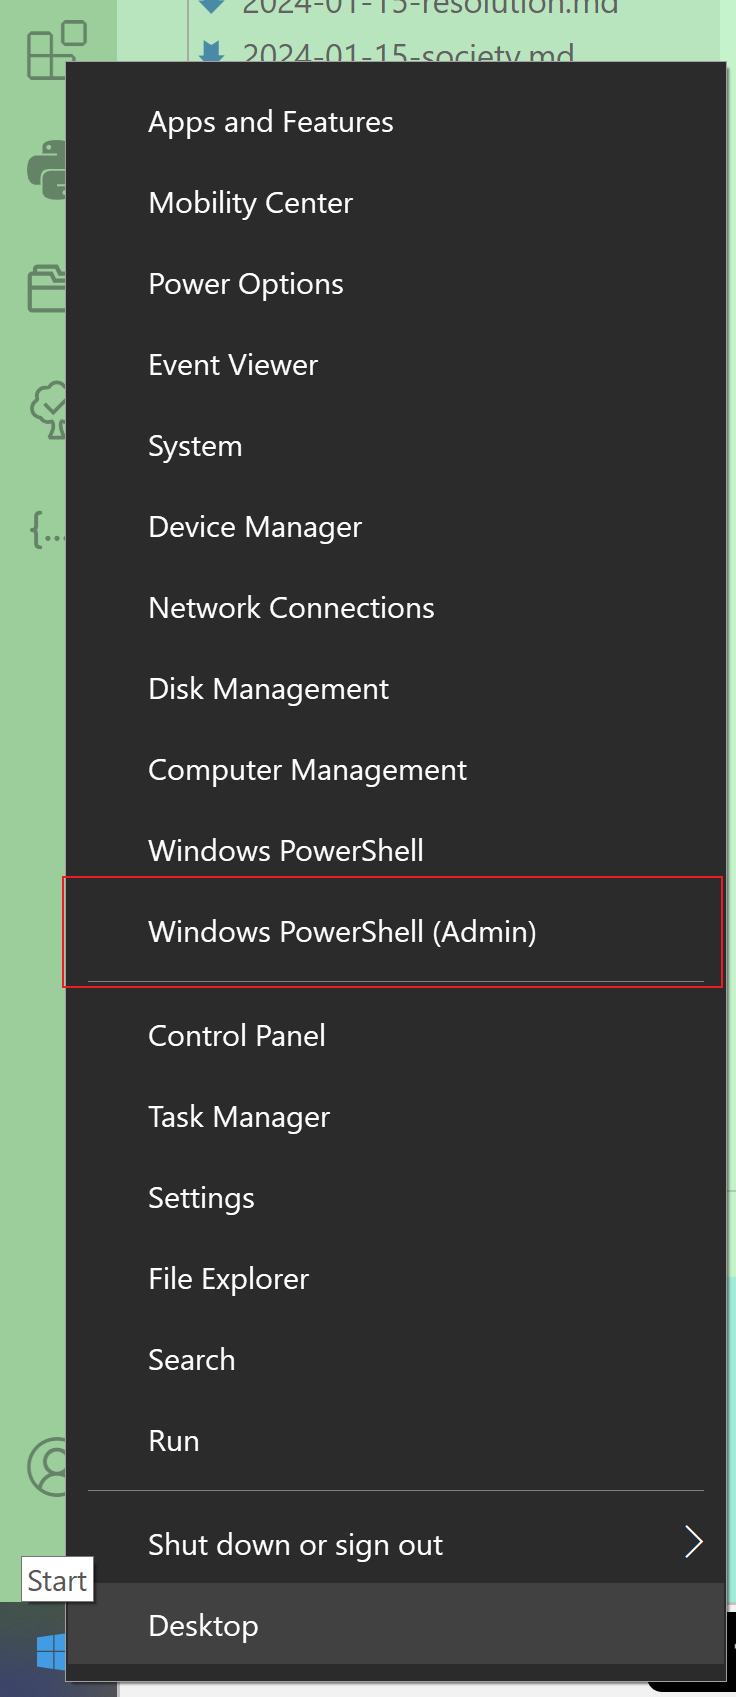 2024-01-15-resolution.md
2024-01-15-society.md
Apps and Features
Mobility Center
Power Options
Event Viewer
System
Device Manager
{...
Network Connections
Disk Management
Computer Management
Windows PowerShell
Windows PowerShell (Admin)
Control Panel
Task Manager
Settings
File Explorer
Search
Run
Shut down or sign out
Start
Desktop